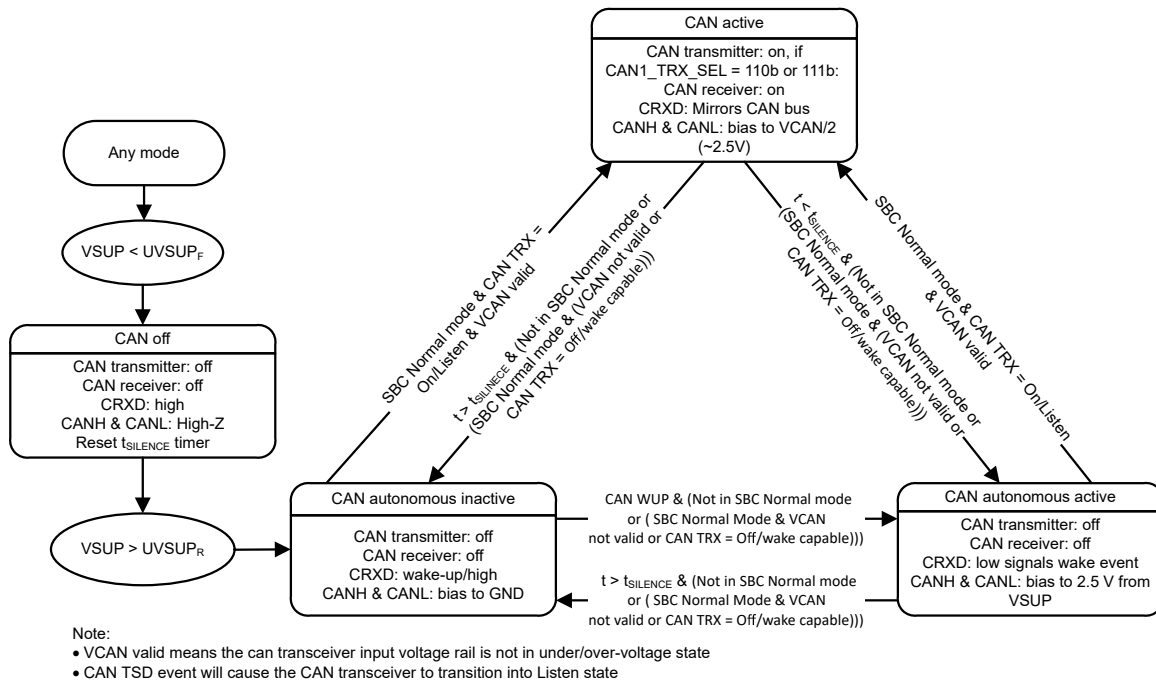 CAN active
CAN transmitter: on, if
CAN1_TRX_SEL = 110b or 111b:
CAN receiver: on
CRXD: Mirrors CAN bus
CANH & CANL: bias to VCAN/2
(~2.5V)
Any mode
VSUP < UVSUPF
CAN off
CAN transmitter: off
CAN receiver: off
CRXD: high
CANH & CANL: High-Z
Reset tSILENCE timer
VSUP > UVSUPR
SBC Normal mode & CAN TRX =
On/Listen & VCAN valid
t > tSILINECE & (Not in SBC Normal mode or
(SBC Normal mode & (VCAN not valid or
CAN TRX = Off/wake capable)))
t < tSILENCE & (Not in SBC Normal mode or
(SBC Normal mode & (VCAN not valid or
CAN TRX = Off/wake capable)))
SBC Normal mode & CAN TRX = On/Listen
& VCAN valid
CAN autonomous inactive
CAN transmitter: off
CAN receiver: off
CRXD: wake-up/high
CANH & CANL: bias to GND
CAN WUP & (Not in SBC Normal mode
or ( SBC Normal Mode & VCAN
not valid or CAN TRX = Off/wake capable)))
t > tSILENCE & (Not in SBC Normal mode
or ( SBC Normal Mode & VCAN
not valid or CAN TRX = Off/wake capable)))
CAN autonomous active
CAN transmitter: off
CAN receiver: off
CRXD: low signals wake event
CANH & CANL: bias to 2.5 V from
VSUP
Note:
• VCAN valid means the can transceiver input voltage rail is not in under/over-voltage state
• CAN TSD event will cause the CAN transceiver to transition into Listen state